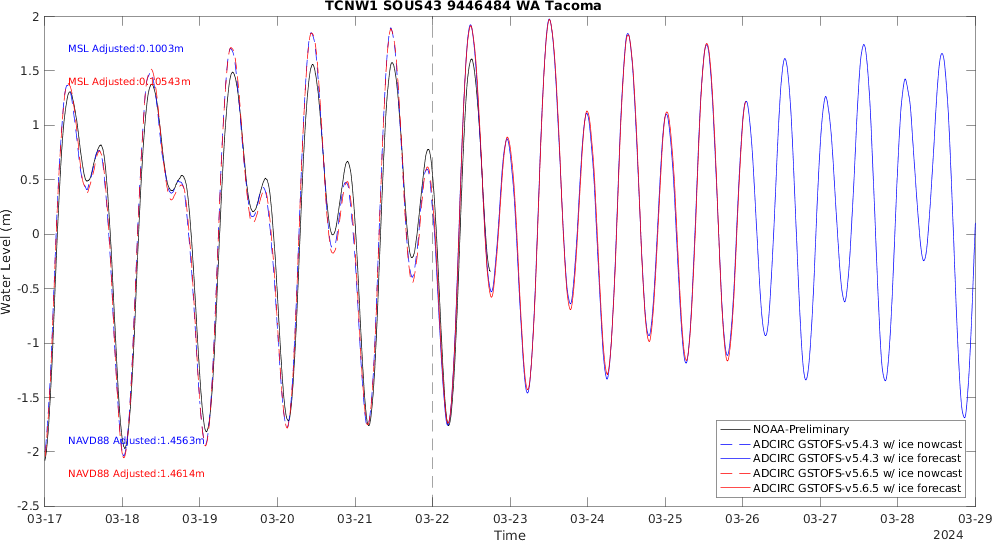 TCNW1 SOUS43 9446484 WA Tacoma
2
1.5
1
0.5
0
-0.5
-1
-1.5
-2
-2.5
Water Level (m)
MSL Adjusted:0.1003m
MSL Adjusted:0.10543m
NAVD88 Adjusted:1.4563m
NAVD88 Adjusted:1.4614m
NOAA-Preliminary
ADCIRC GSTOFS-v5.4.3 w/ ice nowcast
ADCIRC GSTOFS-v5.4.3 w/ ice forecast
ADCIRC GSTOFS-v5.6.5 w/ ice nowcast
ADCIRC GSTOFS-v5.6.5 w/ ice forecast
03-17 03-18 03-19 03-20 03-21 03-22 03-23 03-24 03-25 03-26 03-27 03-28 03-29
Time
2024